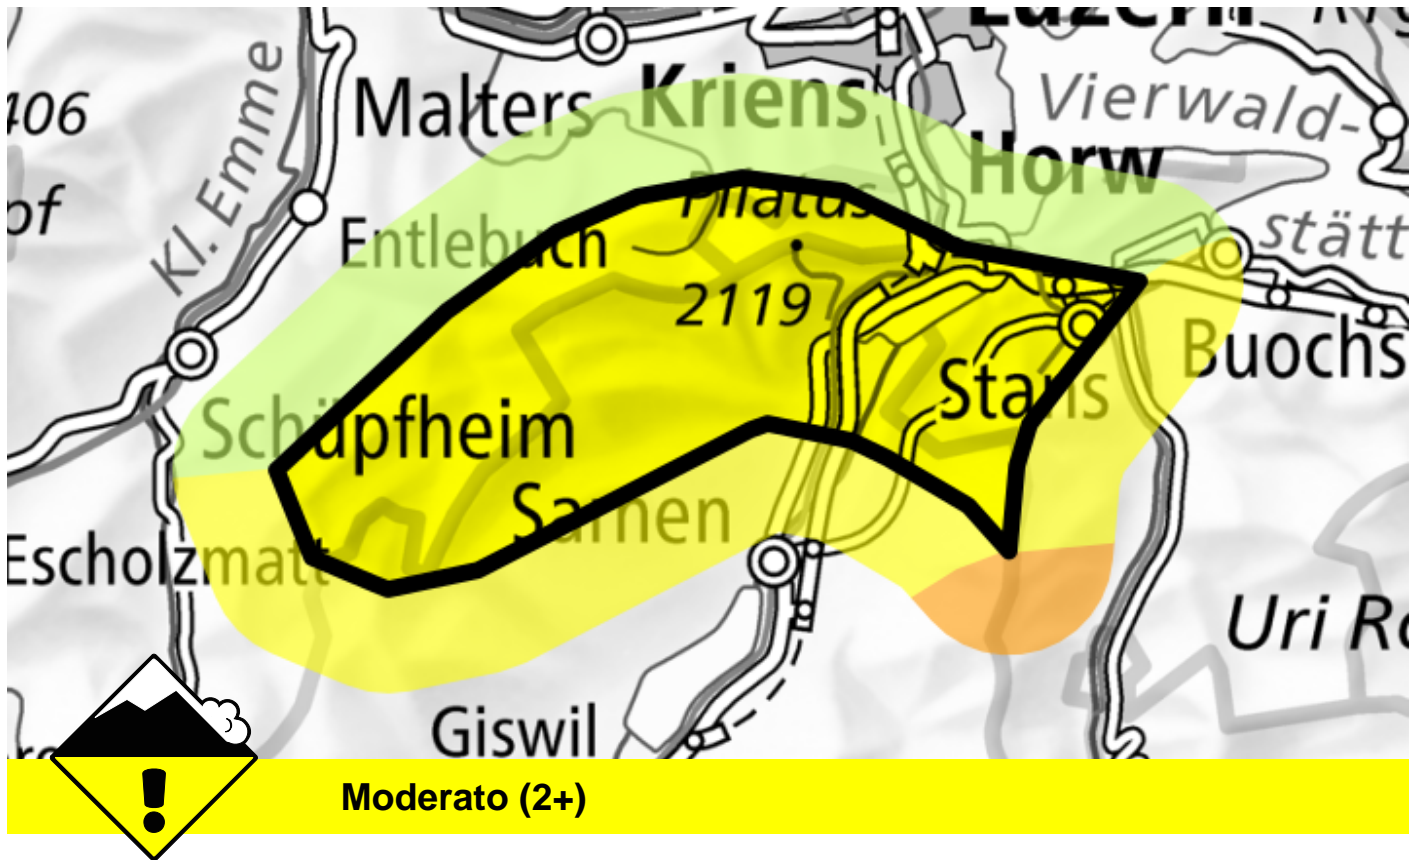 Luzern
406
Malters
Kriens
Vierwald-
Kl. Emme
Horw
Pilatus
Entlebuch
stätt
2119
Buochs
Stans
Schüpfheim
Sarnen
Escholzmatt
Uri Ro
Giswil
Moderato (2+)